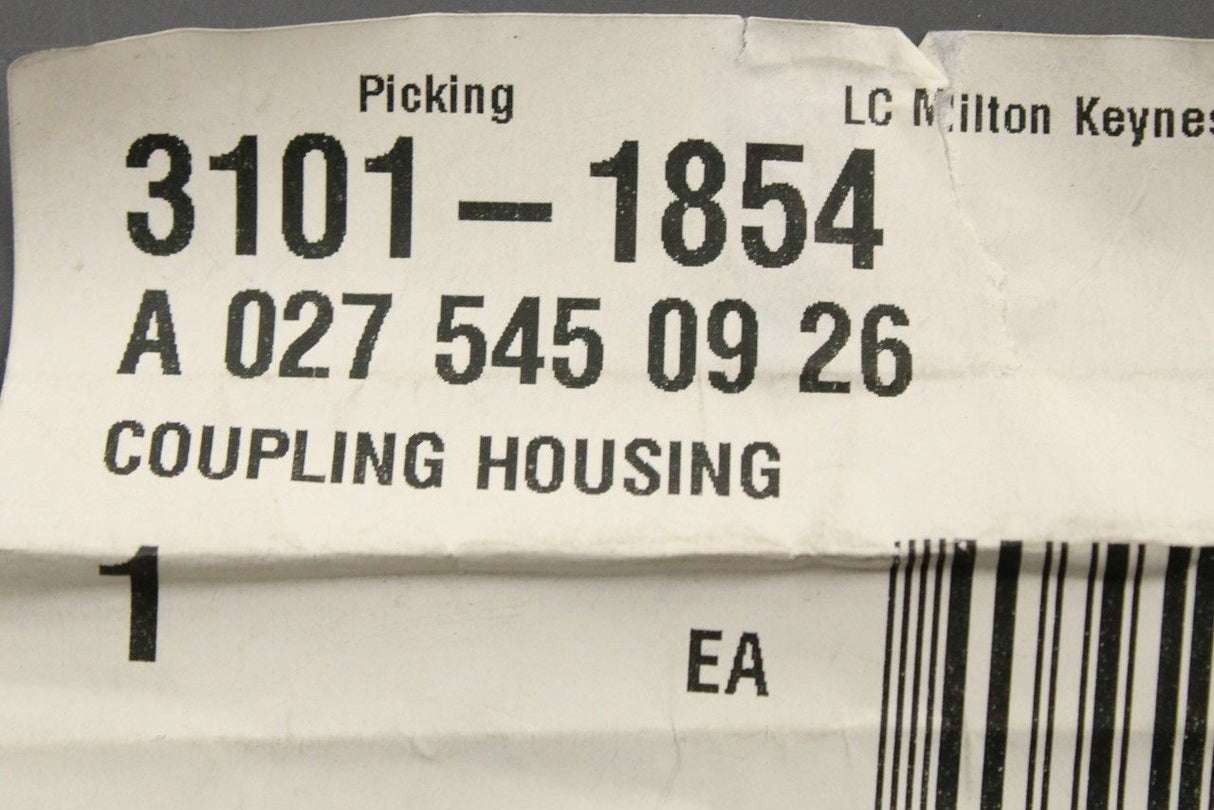 Picking LC Milton Keynes
3101-1854
A 027 545 09 26
COUPLING HOUSING
1 EA